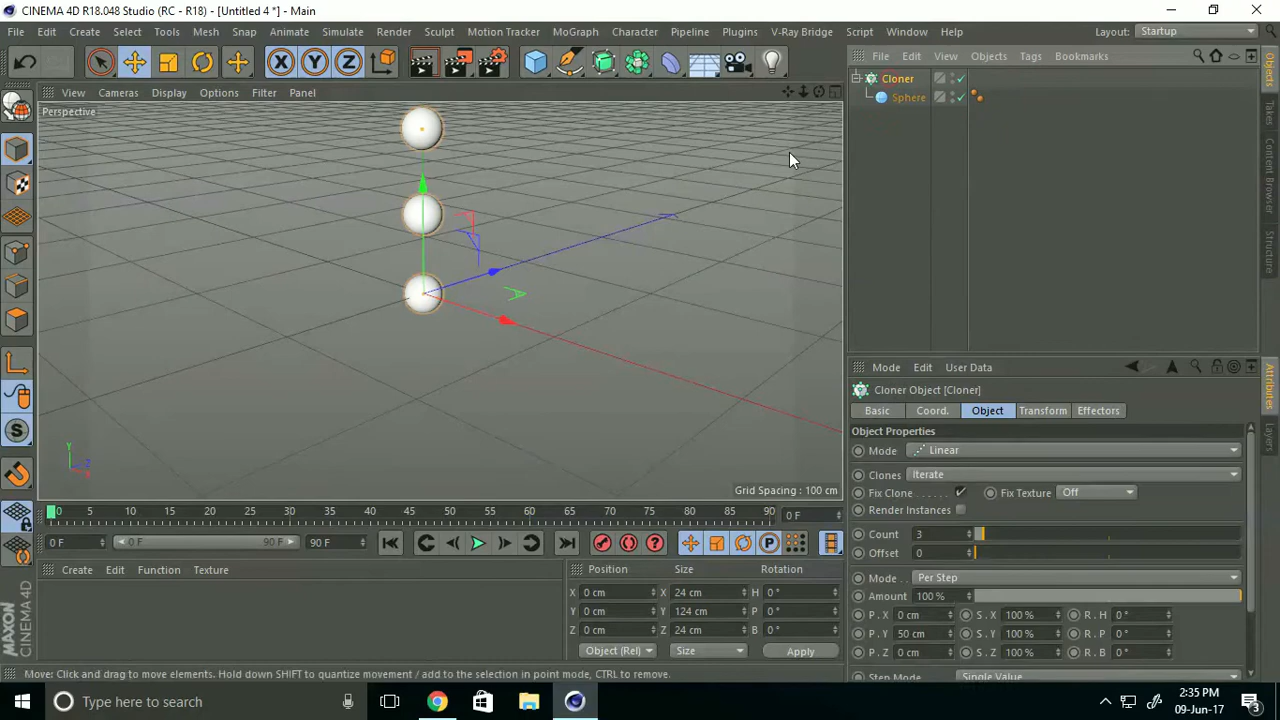 CINEMA 4D R18.048 Studio (RC - R18) - [Untitled 4 *] - Main
File Edit Create Select Tools Mesh Snap Animate Simulate Render Sculpt Motion Tracker MoGraph Character Pipeline Plugins V-Ray Bridge Script Window Help Layout: Startup
X Y Z
File Edit View Objects Tags Bookmarks
Cloner
Sphere
View Cameras Display Options Filter Panel
Perspective
Y
Z
X
Grid Spacing : 100 cm
Objects
Takes
Content Browser
Structure
Attributes
Layers
Mode Edit User Data
Cloner Object [Cloner]
Basic Coord. Object Transform Effectors
Object Properties
Mode Linear
Clones Iterate
Fix Clone Fix Texture Off
Render Instances
Count 3
Offset 0
Mode Per Step
Amount 100 %
P . X 0 cm S . X 100 % R . H 0 °
P . Y 50 cm S . Y 100 % R . P 0 °
P . Z 0 cm S . Z 100 % R . B 0 °
Step Mode Single Value
0 5 10 15 20 25 30 35 40 45 50 55 60 65 70 75 80 85 90 0 F
0 F 0 F 90 F 90 F
Create Edit Function Texture
Position Size Rotation
X 0 cm X 24 cm H 0 °
Y 0 cm Y 124 cm P 0 °
Z 0 cm Z 24 cm B 0 °
Object (Rel) Size Apply
MAXON CINEMA 4D
Move: Click and drag to move elements. Hold down SHIFT to quantize movement / add to the selection in point mode, CTRL to remove.
Type here to search
2:35 PM
09-Jun-17
3